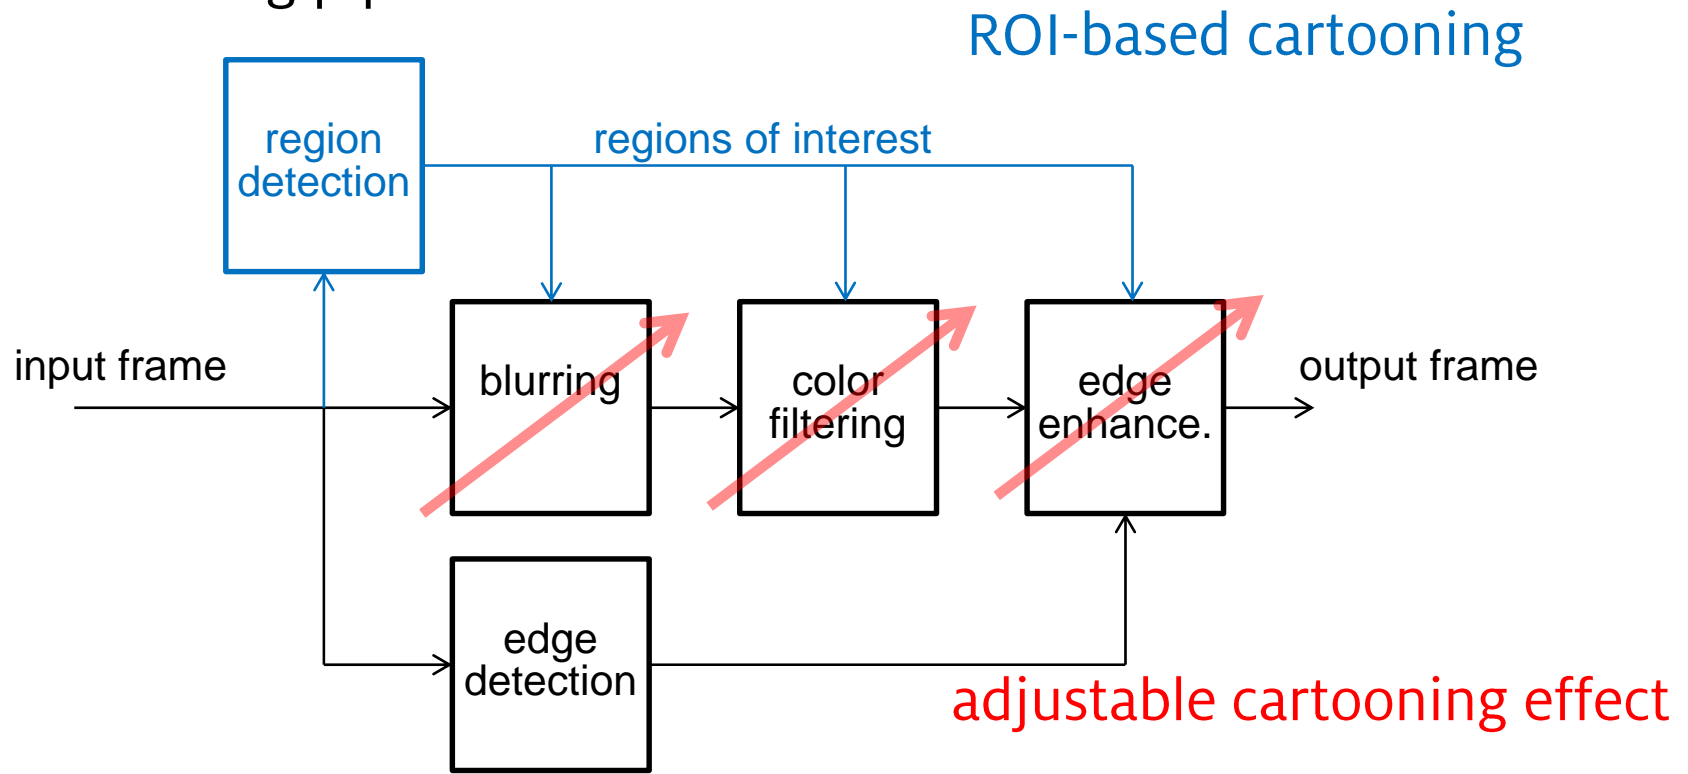 ROI-based cartooning
region
detection
regions of interest
input frame
blurring
color
filtering
edge
enhance.
output frame
edge
detection
adjustable cartooning effect